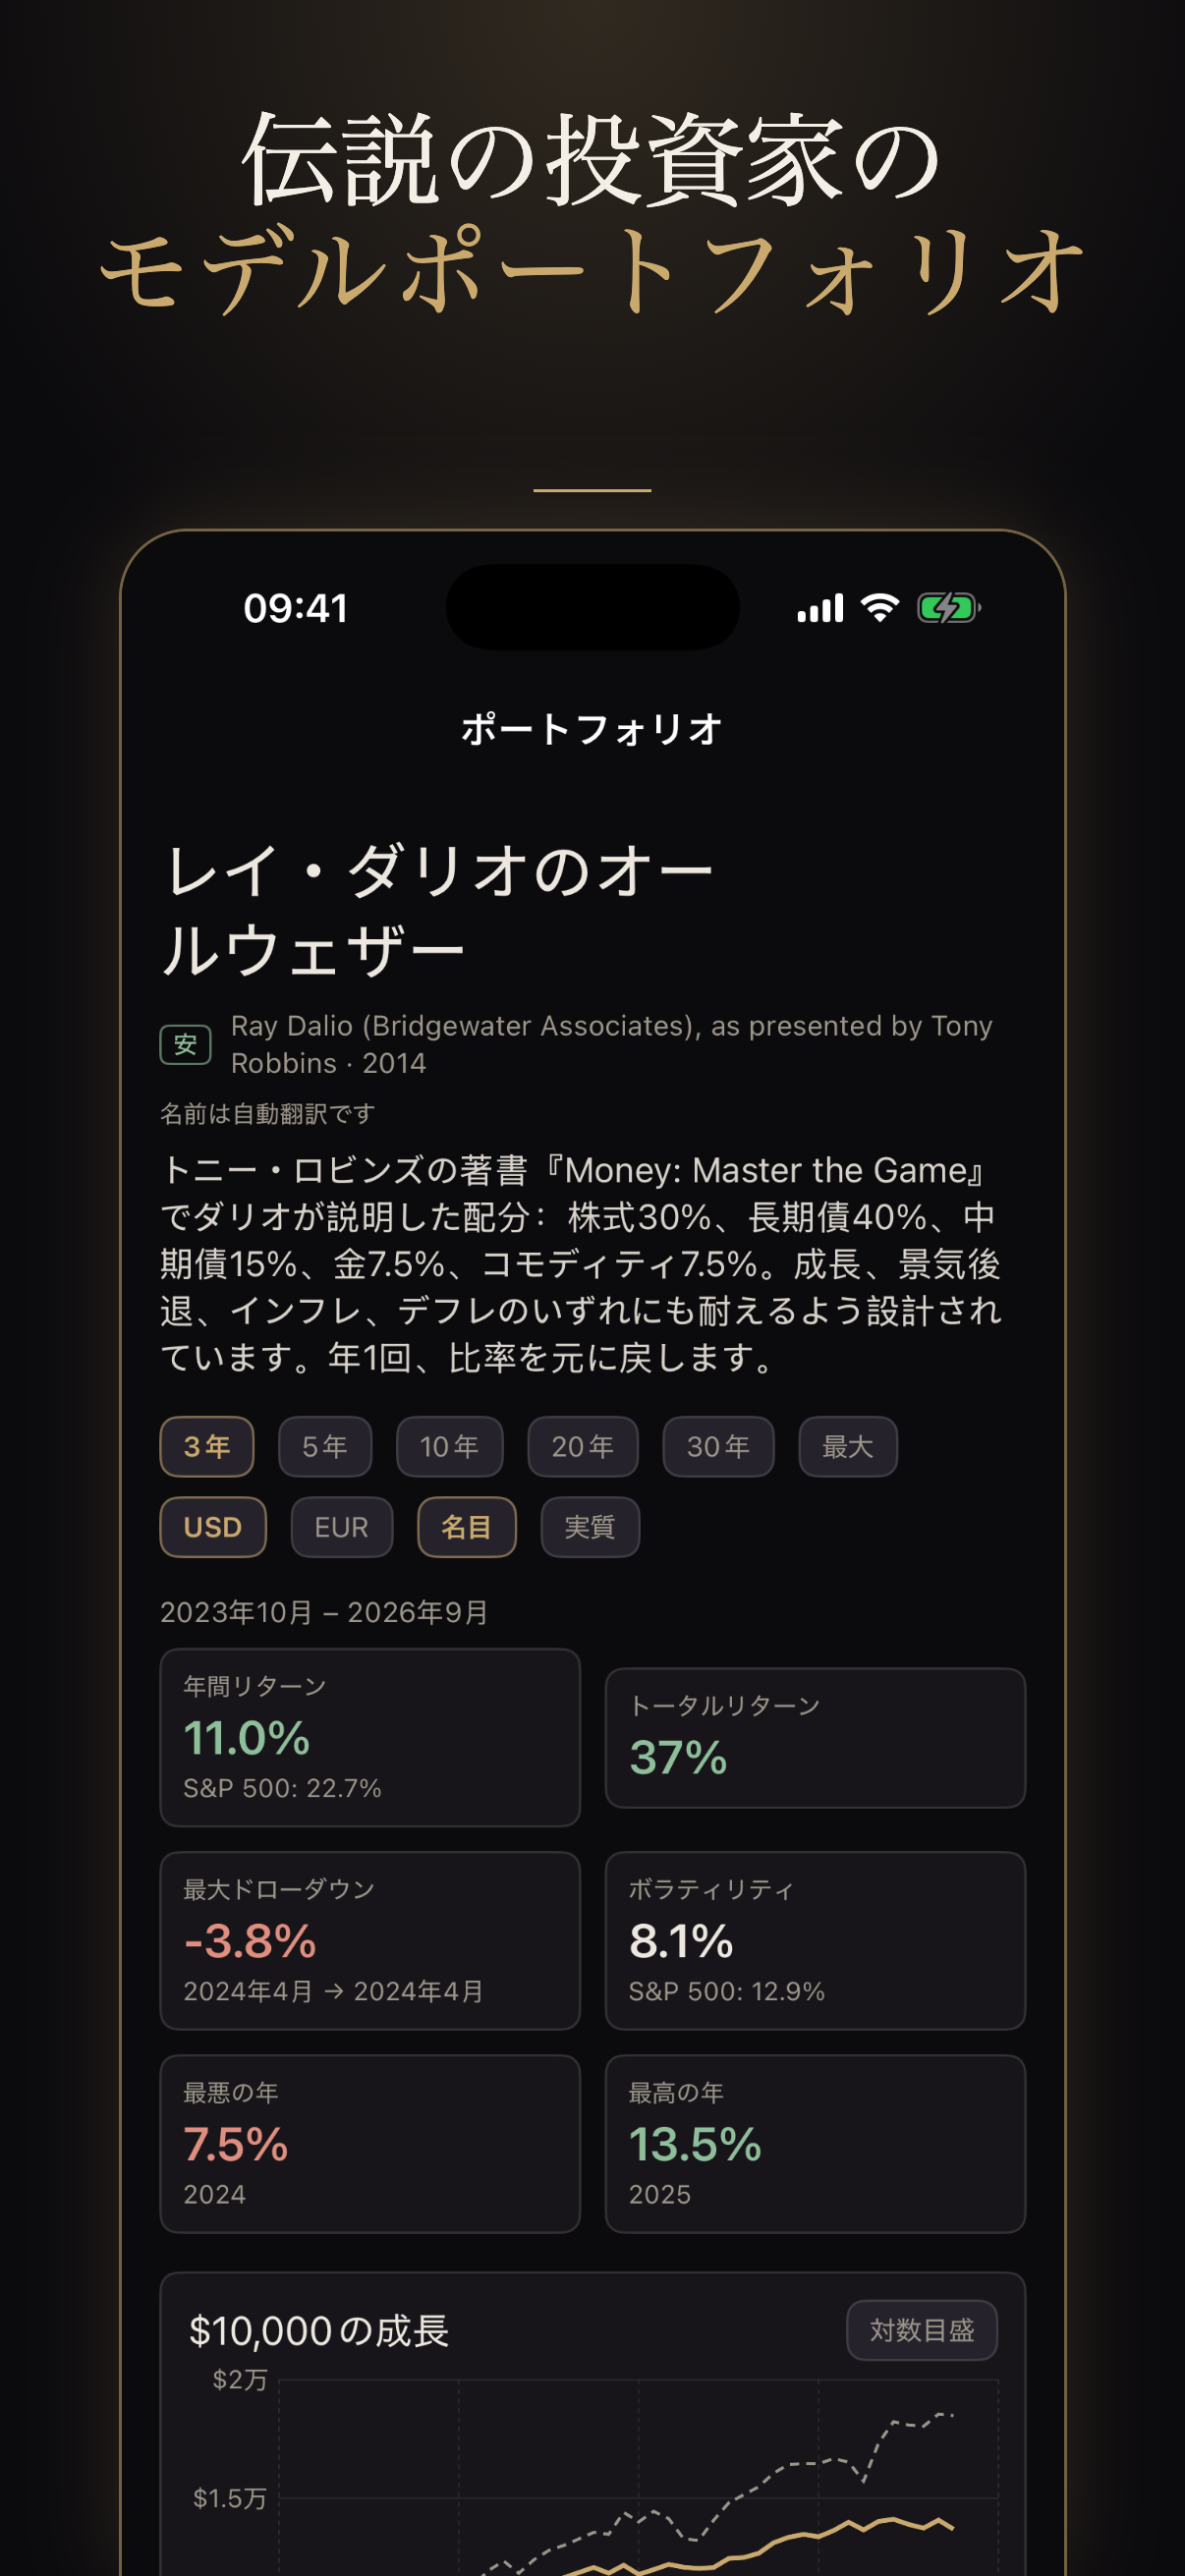 伝説の投資家の
モデルポートフォリオ
09:41
ポートフォリオ
レイ・ダリオのオー
ルウェザー
安
Ray Dalio (Bridgewater Associates), as presented by Tony
Robbins · 2014
名前は自動翻訳です
トニー・ロビンズの著書『Money: Master the Game』
でダリオが説明した配分：株式30%、長期債40%、中
期債15%、金7.5%、コモディティ7.5%。成長、景気後
退、インフレ、デフレのいずれにも耐えるよう設計され
ています。年1回、比率を元に戻します。
3年 5年 10年 20年 30年 最大
USD EUR 名目 実質
2023年10月 – 2026年9月
年間リターン
11.0%
S&P 500: 22.7%
トータルリターン
37%
最大ドローダウン
-3.8%
2024年4月 → 2024年4月
ボラティリティ
8.1%
S&P 500: 12.9%
最悪の年
7.5%
2024
最高の年
13.5%
2025
$10,000の成長
対数目盛
$2万
$1.5万